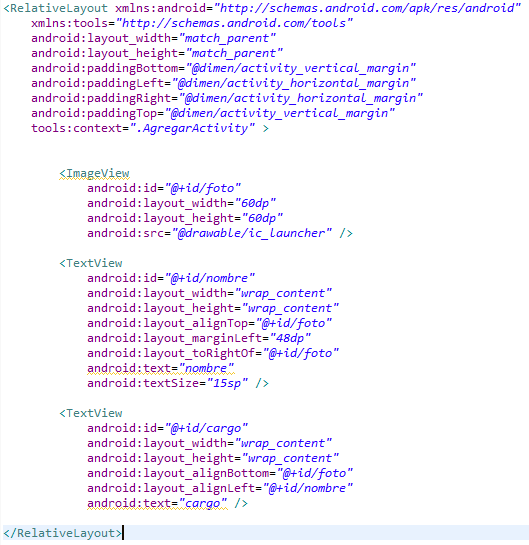 <RelativeLayout xmlns:android="http://schemas.android.com/apk/res/android"
    xmlns:tools="http://schemas.android.com/tools"
    android:layout_width="match_parent"
    android:layout_height="match_parent"
    android:paddingBottom="@dimen/activity_vertical_margin"
    android:paddingLeft="@dimen/activity_horizontal_margin"
    android:paddingRight="@dimen/activity_horizontal_margin"
    android:paddingTop="@dimen/activity_vertical_margin"
    tools:context=".AgregarActivity" >
        <ImageView
            android:id="@+id/foto"
            android:layout_width="60dp"
            android:layout_height="60dp"
            android:src="@drawable/ic_launcher" />
        <TextView
            android:id="@+id/nombre"
            android:layout_width="wrap_content"
            android:layout_height="wrap_content"
            android:layout_alignTop="@+id/foto"
            android:layout_marginLeft="48dp"
            android:layout_toRightOf="@+id/foto"
            android:text="nombre"
            android:textSize="15sp" />
        <TextView
            android:id="@+id/cargo"
            android:layout_width="wrap_content"
            android:layout_height="wrap_content"
            android:layout_alignBottom="@+id/foto"
            android:layout_alignLeft="@+id/nombre"
            android:text="cargo" />
</RelativeLayout>